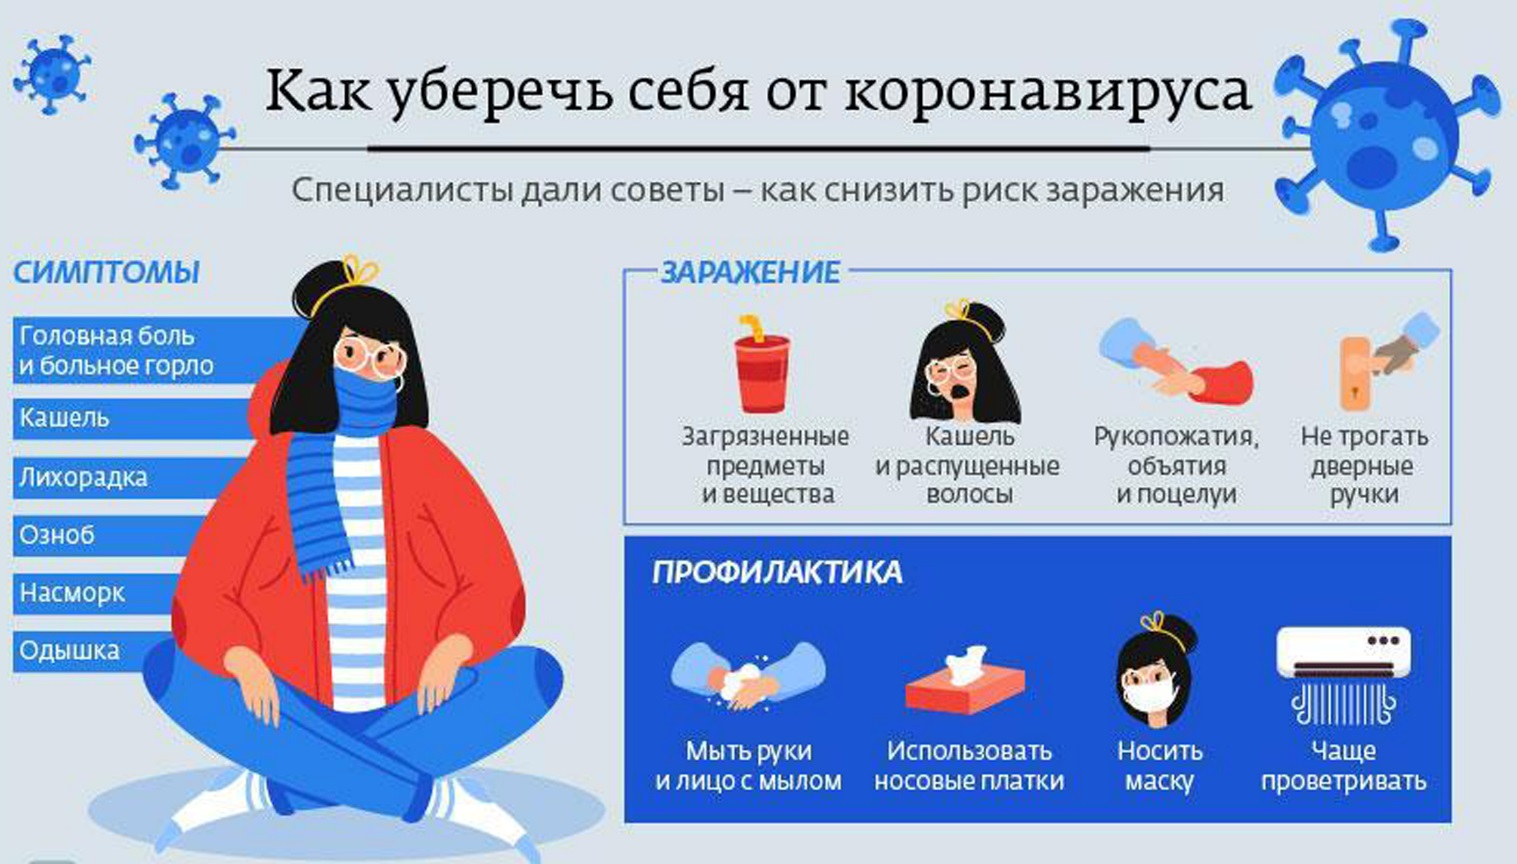 Как уберечь себя от коронавируса
Специалисты дали советы – как снизить риск заражения
СИМПТОМЫ
Головная боль
и больное горло
Кашель
Лихорадка
Озноб
Насморк
Одышка
ЗАРАЖЕНИЕ
Загрязненные
предметы
и вещества
Кашель
и распущенные
волосы
Рукопожатия,
объятия
и поцелуи
Не трогать
дверные
ручки
ПРОФИЛАКТИКА
Мыть руки
и лицо с мылом
Использовать
носовые платки
Носить
маску
Чаще
проветривать